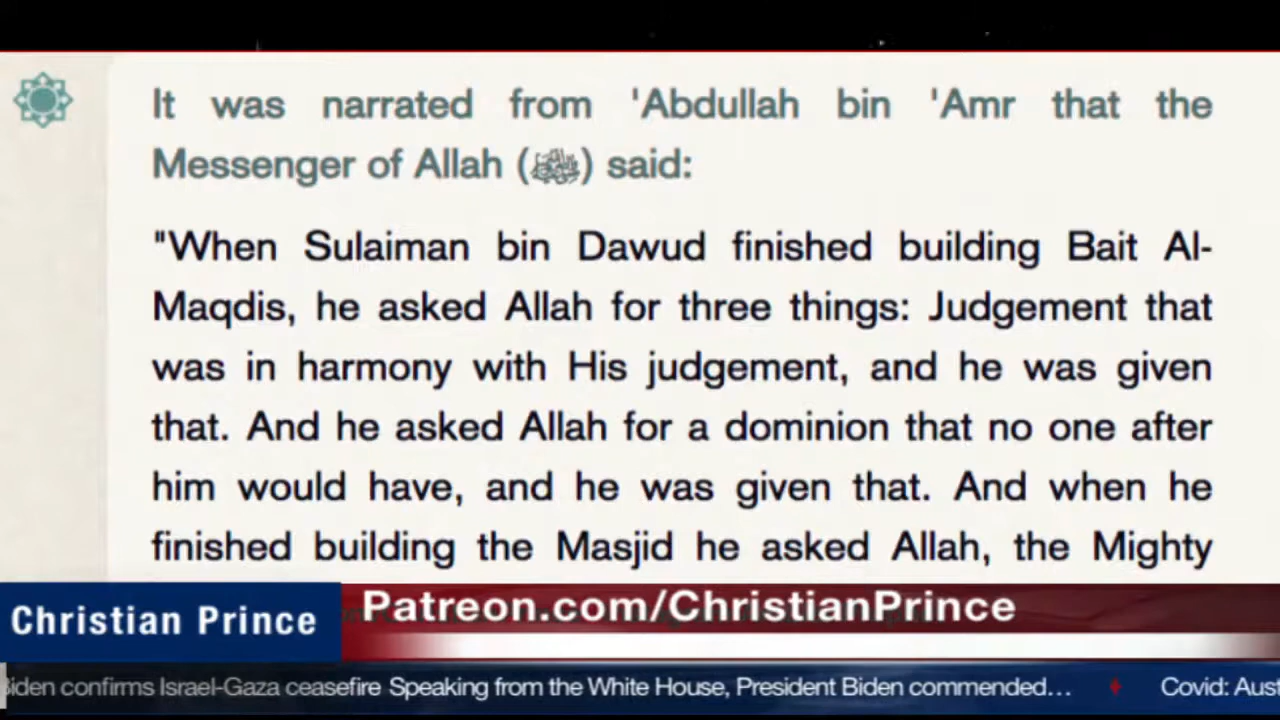 It was narrated from 'Abdullah bin 'Amr that the
Messenger of Allah (ﷺ) said:
"When Sulaiman bin Dawud finished building Bait Al-
Maqdis, he asked Allah for three things: Judgement that
was in harmony with His judgement, and he was given
that. And he asked Allah for a dominion that no one after
him would have, and he was given that. And when he
finished building the Masjid he asked Allah, the Mighty
Christian Prince
Patreon.com/ChristianPrince
Biden confirms Israel-Gaza ceasefire Speaking from the White House, President Biden commended... Covid: Aust